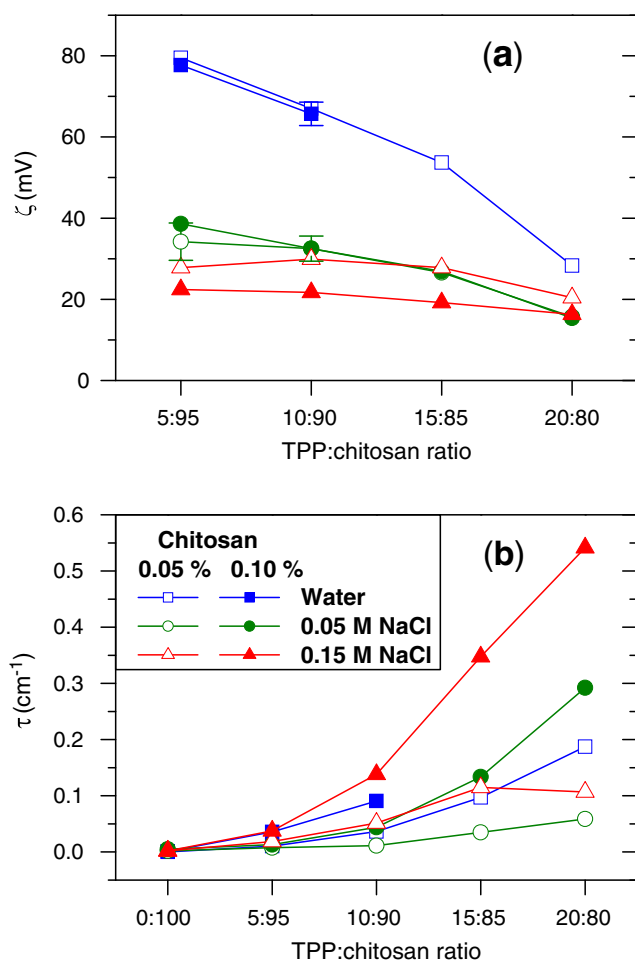 (a)
80
60
40
20
0
ζ (mV)
5:95 10:90 15:85 20:80
TPP:chitosan ratio
(b)
0.6
0.5
0.4
0.3
0.2
0.1
0.0
τ (cm-1)
Chitosan
0.05 % 0.10 %
Water
0.05 M NaCl
0.15 M NaCl
0:100 5:95 10:90 15:85 20:80
TPP:chitosan ratio